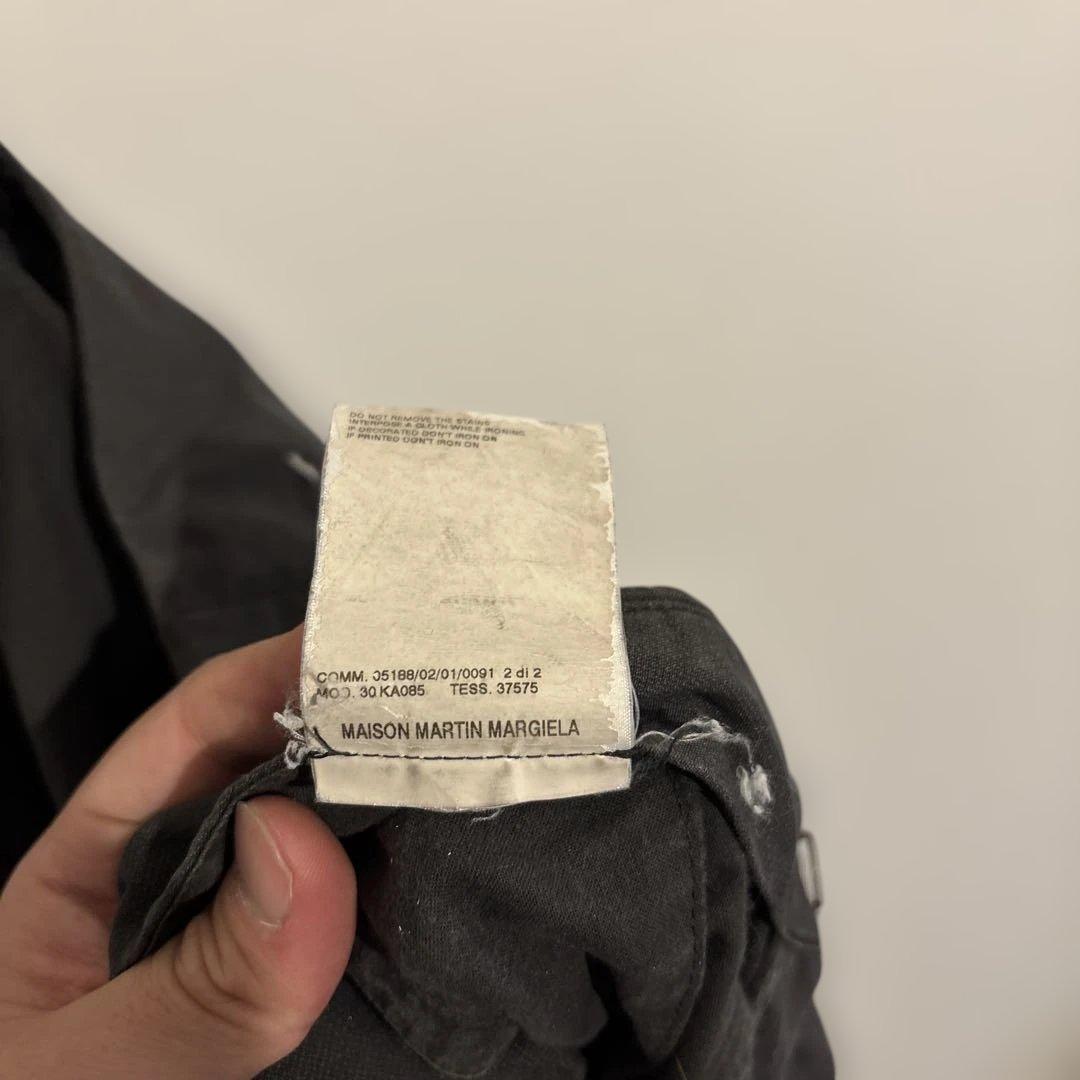 DO NOT REMOVE THE STAINS
INTERPOSE A CLOTH WHILE IRONING
IF DECORATED DON'T IRON ON
IF PRINTED DON'T IRON ON
COMM. 05188/02/01/0091 2 di 2
MOD. 30 KA085 TESS. 37575
MAISON MARTIN MARGIELA